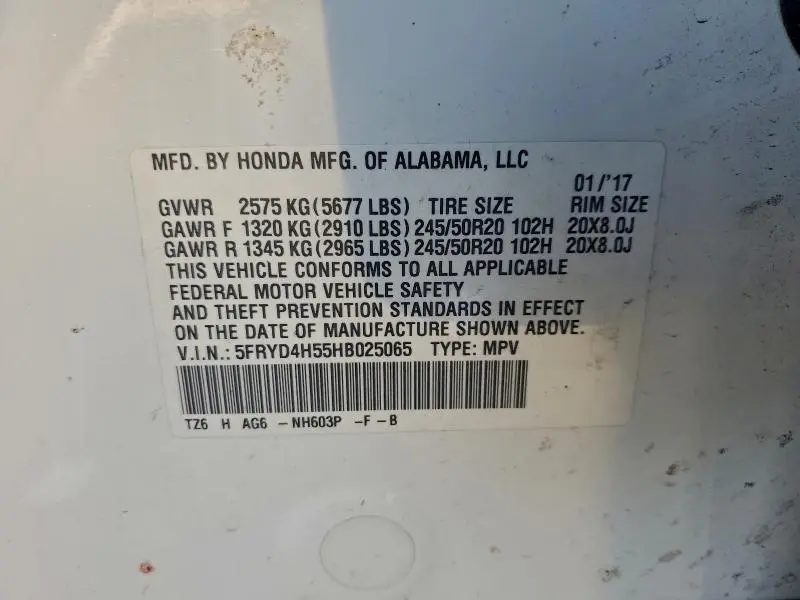 MFD. BY HONDA MFG. OF ALABAMA, LLC
01/'17
GVWR 2575 KG(5677 LBS) TIRE SIZE RIM SIZE
GAWR F 1320 KG(2910 LBS) 245/50R20 102H 20X8.0J
GAWR R 1345 KG(2965 LBS) 245/50R20 102H 20X8.0J
THIS VEHICLE CONFORMS TO ALL APPLICABLE
FEDERAL MOTOR VEHICLE SAFETY
AND THEFT PREVENTION STANDARDS IN EFFECT
ON THE DATE OF MANUFACTURE SHOWN ABOVE.
V.I.N.: 5FRYD4H55HB025065 TYPE: MPV
TZ6 H AG6 -NH603P -F-B